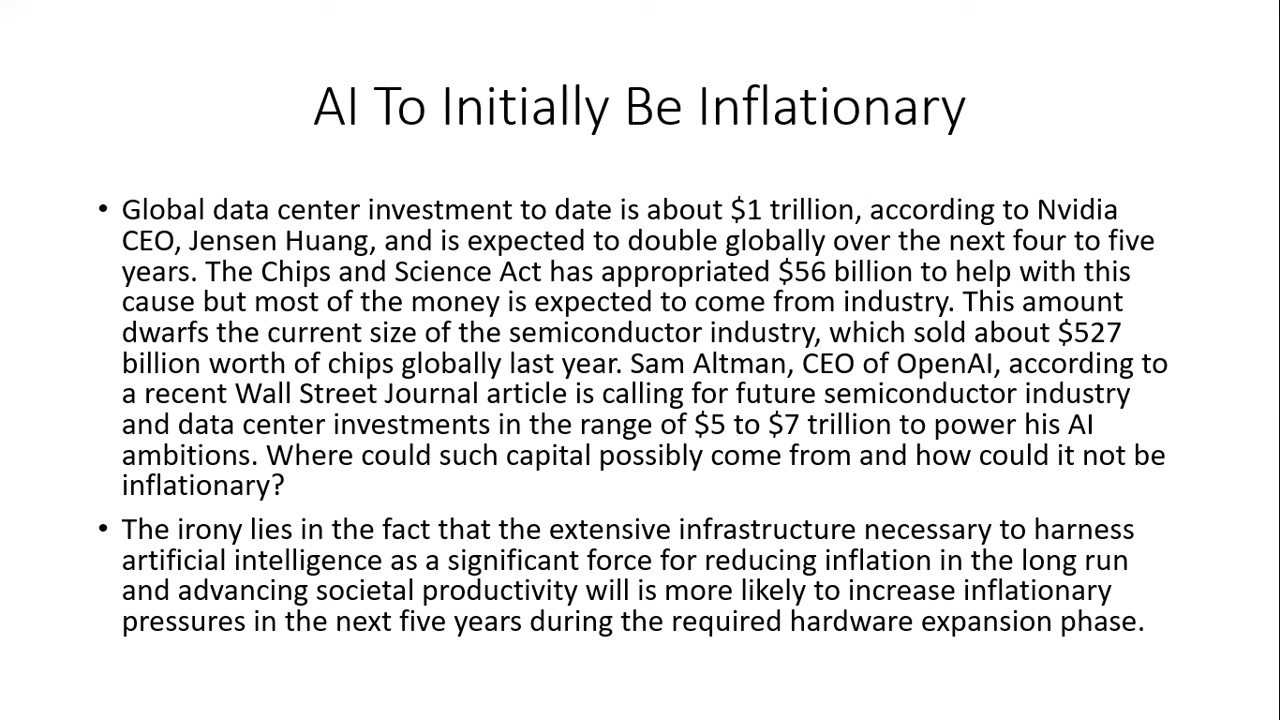 AI To Initially Be Inflationary
• Global data center investment to date is about $1 trillion, according to Nvidia
CEO, Jensen Huang, and is expected to double globally over the next four to five
years. The Chips and Science Act has appropriated $56 billion to help with this
cause but most of the money is expected to come from industry. This amount
dwarfs the current size of the semiconductor industry, which sold about $527
billion worth of chips globally last year. Sam Altman, CEO of OpenAI, according to
a recent Wall Street Journal article is calling for future semiconductor industry
and data center investments in the range of $5 to $7 trillion to power his AI
ambitions. Where could such capital possibly come from and how could it not be
inflationary?
• The irony lies in the fact that the extensive infrastructure necessary to harness
artificial intelligence as a significant force for reducing inflation in the long run
and advancing societal productivity will is more likely to increase inflationary
pressures in the next five years during the required hardware expansion phase.